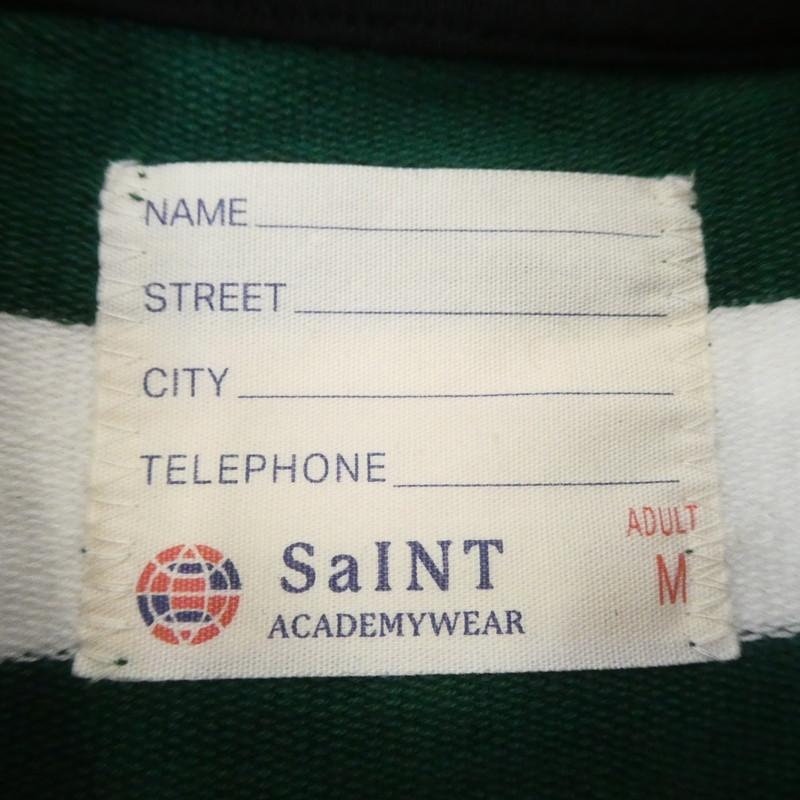 NAME
STREET
CITY
TELEPHONE
ADULT
M
SaINT
ACADEMYWEAR